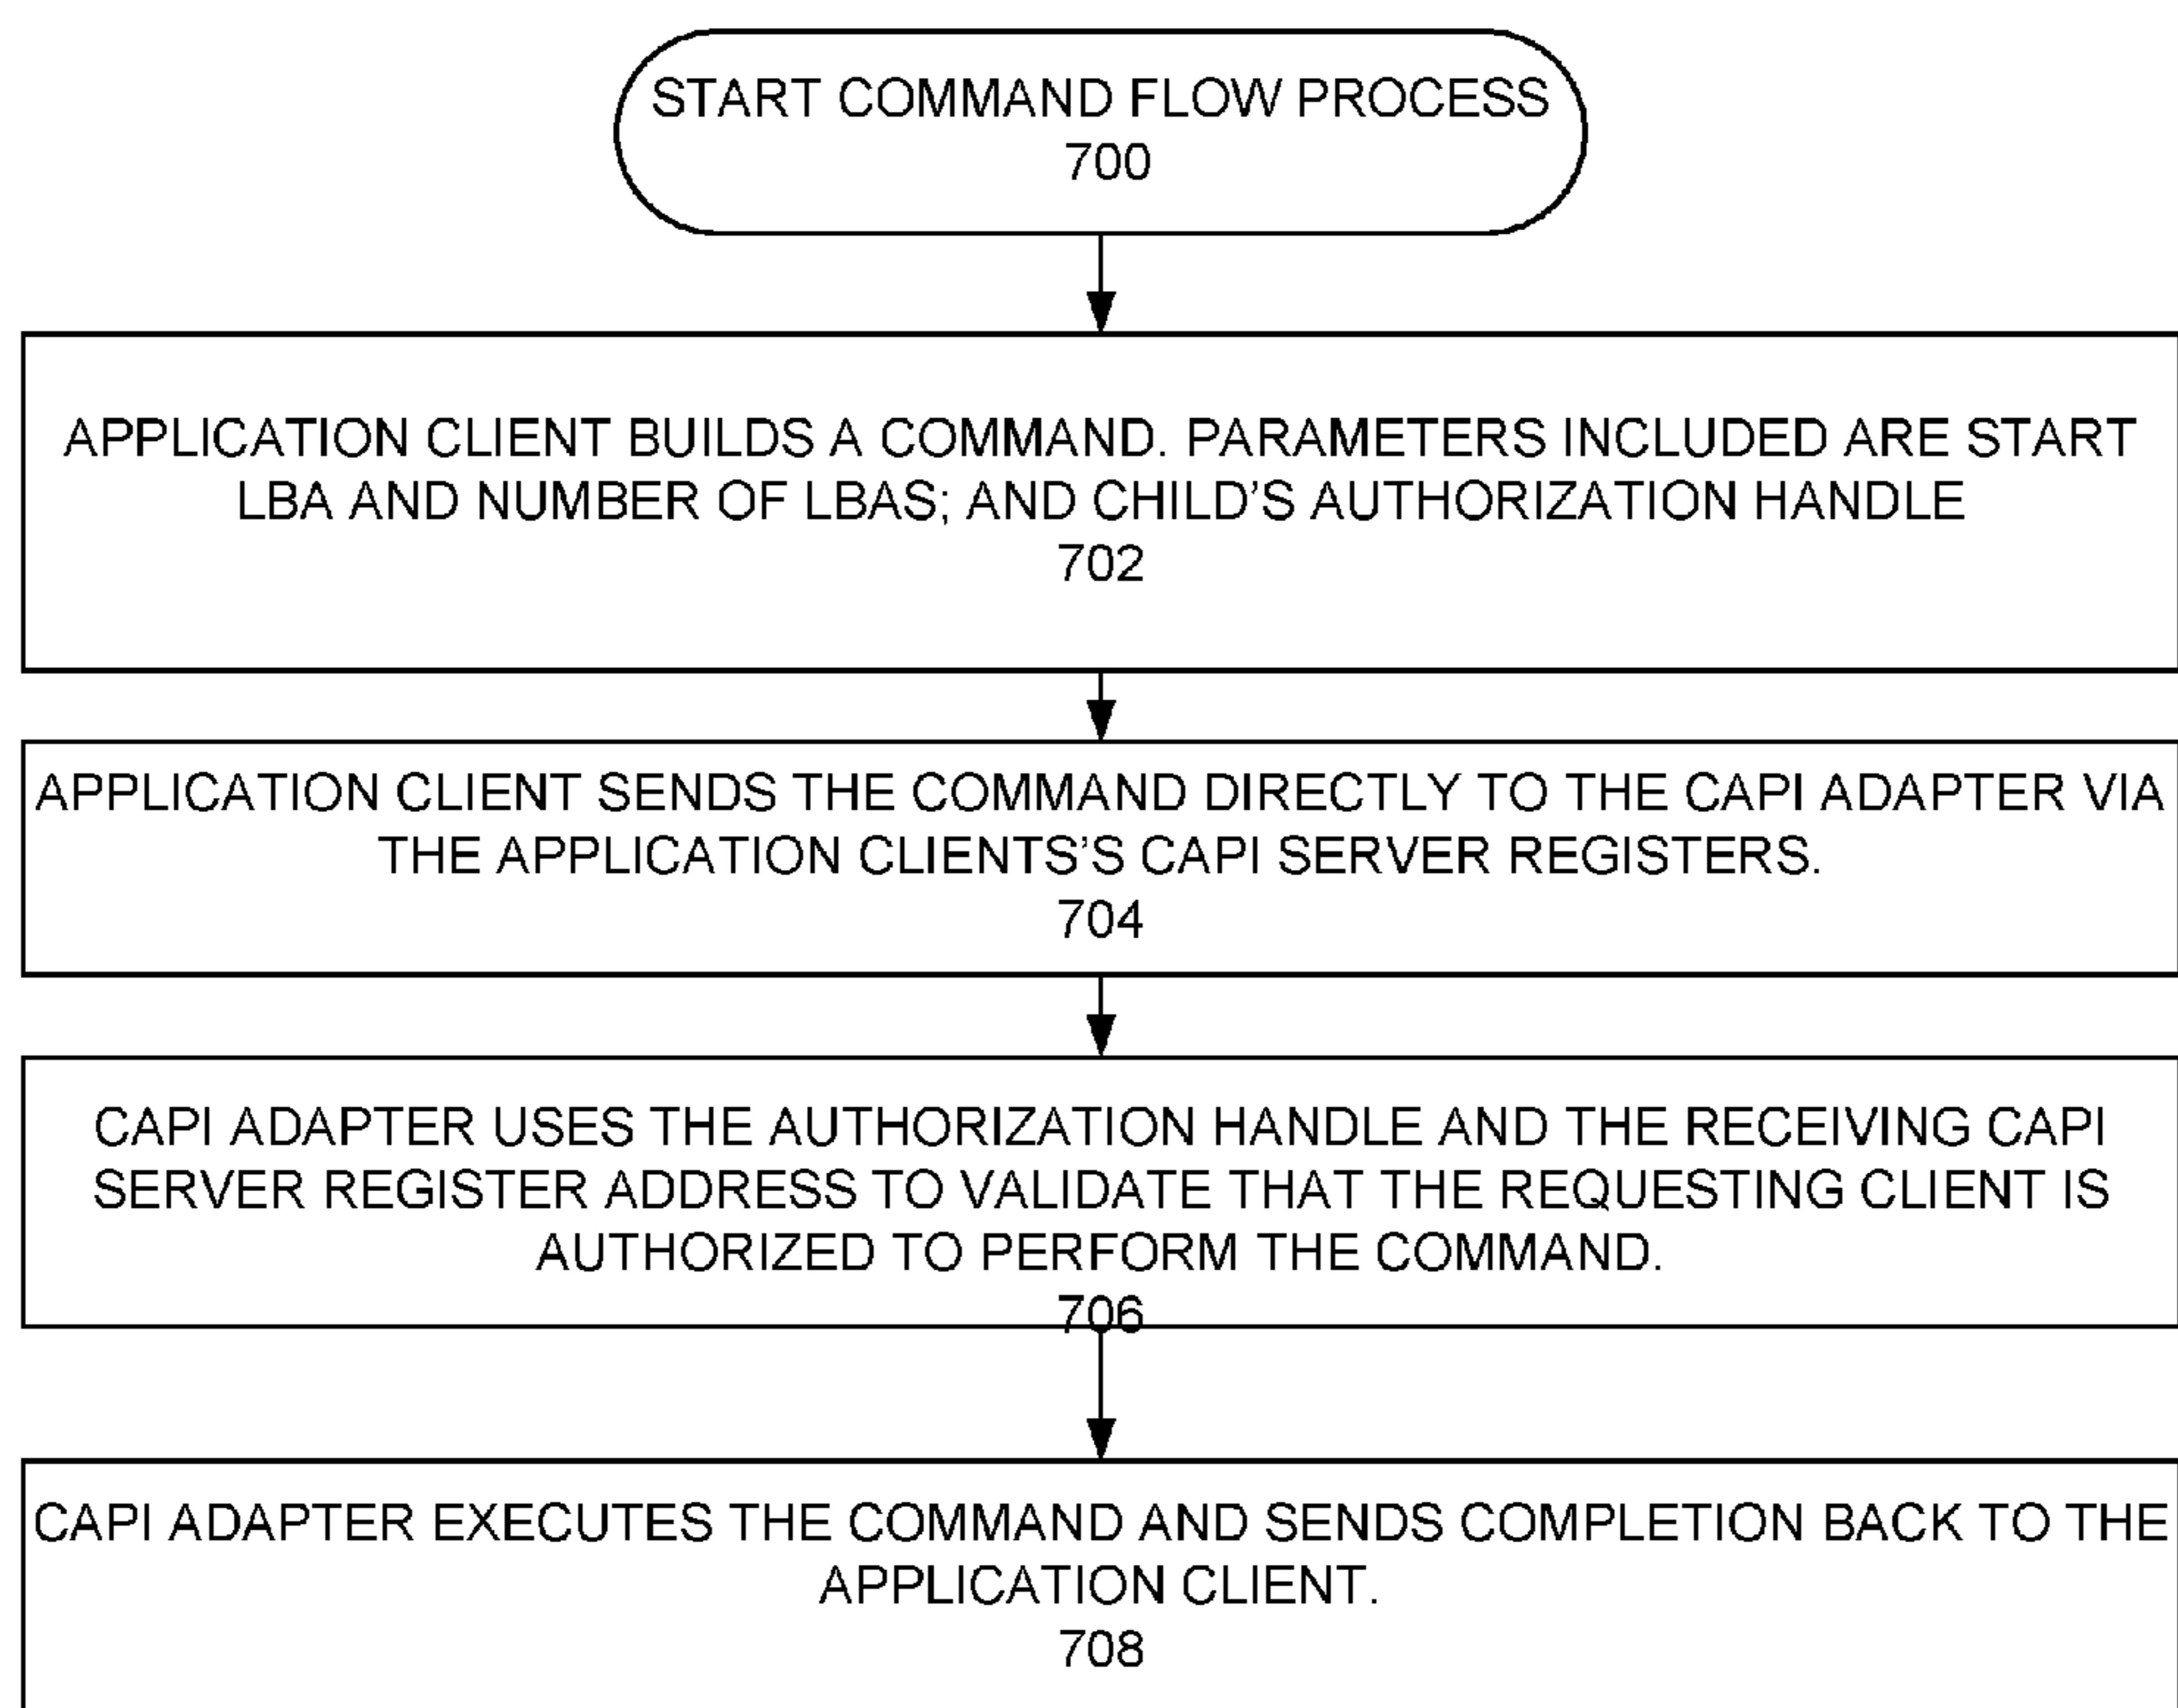 START COMMAND FLOW PROCESS
700
APPLICATION CLIENT BUILDS A COMMAND. PARAMETERS INCLUDED ARE START
LBA AND NUMBER OF LBAS; AND CHILD'S AUTHORIZATION HANDLE
702
APPLICATION CLIENT SENDS THE COMMAND DIRECTLY TO THE CAPI ADAPTER VIA
THE APPLICATION CLIENTS'S CAPI SERVER REGISTERS.
704
CAPI ADAPTER USES THE AUTHORIZATION HANDLE AND THE RECEIVING CAPI
SERVER REGISTER ADDRESS TO VALIDATE THAT THE REQUESTING CLIENT IS
AUTHORIZED TO PERFORM THE COMMAND.
706
CAPI ADAPTER EXECUTES THE COMMAND AND SENDS COMPLETION BACK TO THE
APPLICATION CLIENT.
708